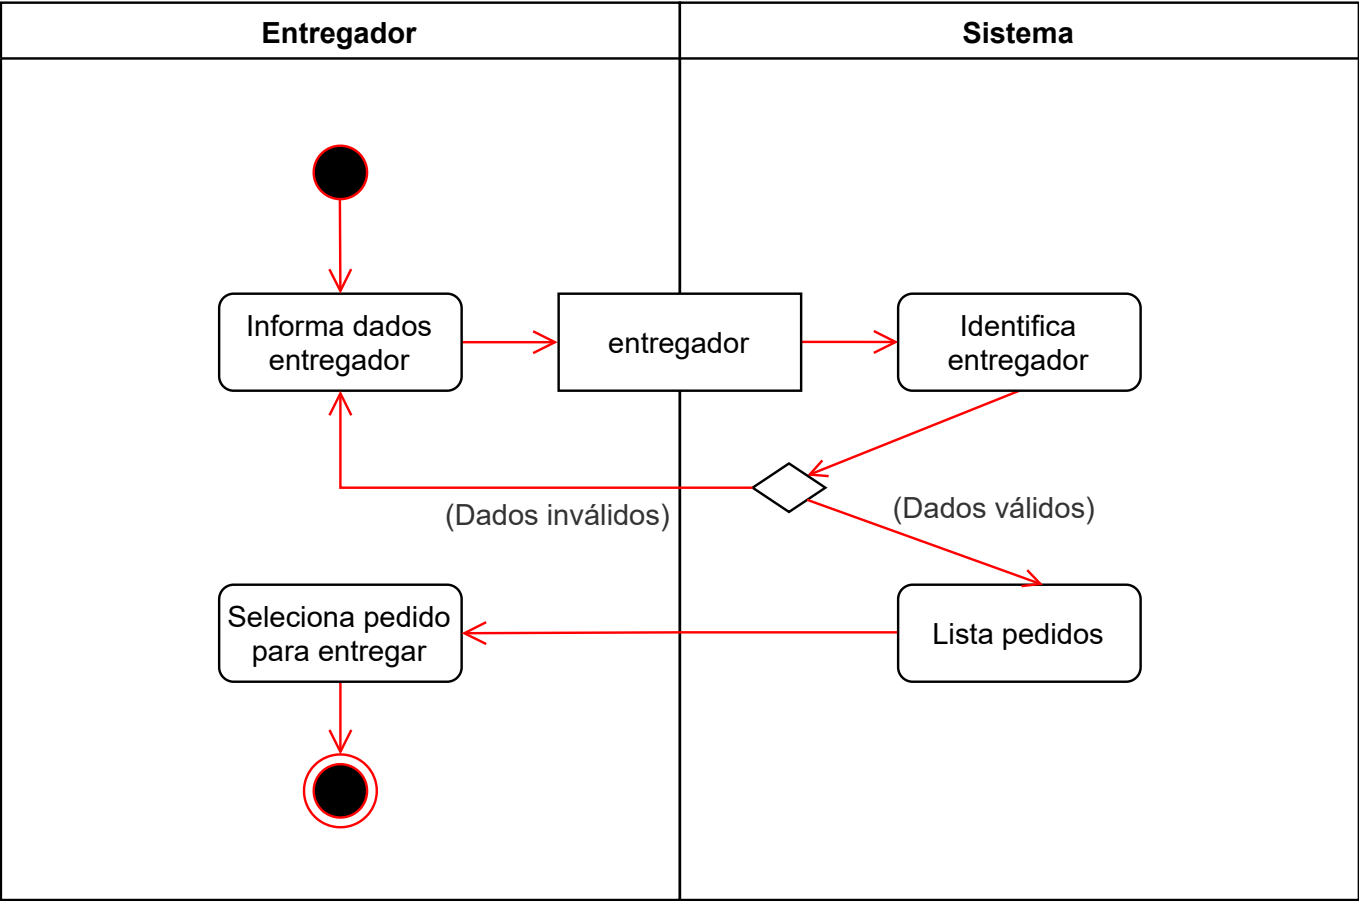 Entregador
Sistema
Informa dados
entregador
entregador
Identifica
entregador
(Dados inválidos)
(Dados válidos)
Seleciona pedido
para entregar
Lista pedidos